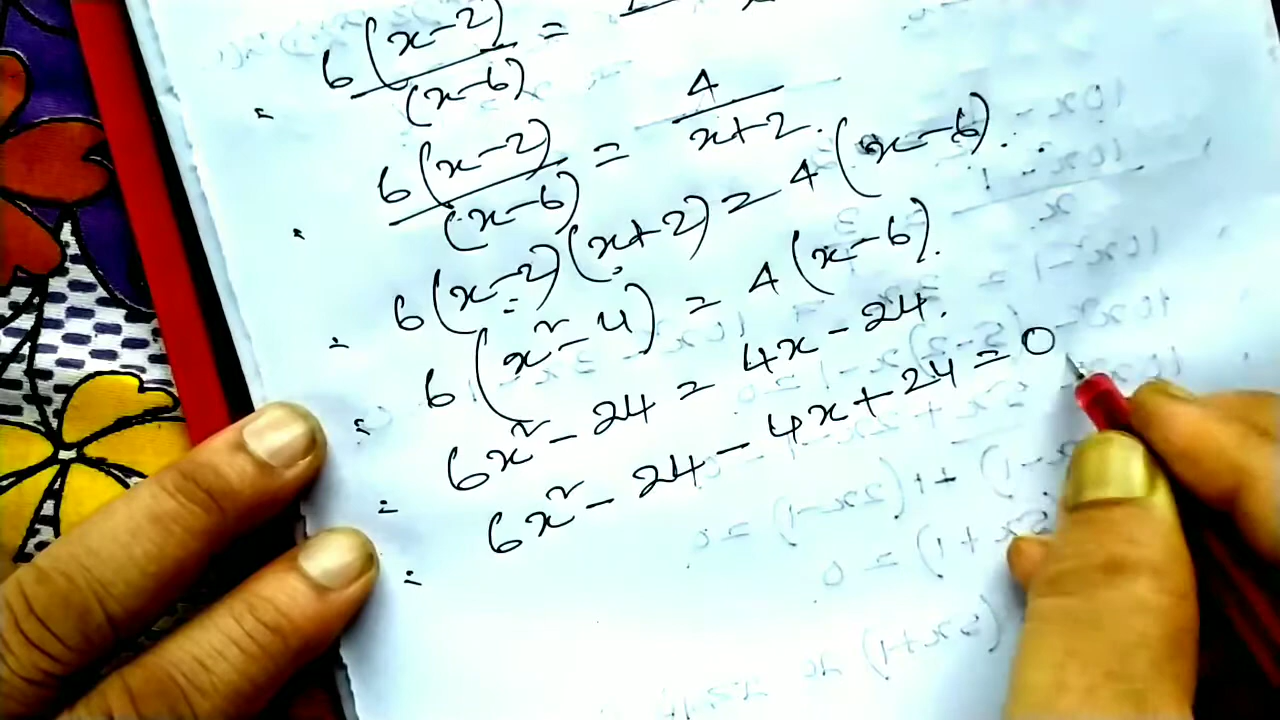 6(x-2)/(x-6) =
= 6(x-2)/(x-6) = 4/x+2.
= 6(x-2)(x+2) = 4(x-6).
= 6(x²-4) = 4(x-6).
= 6x²-24 = 4x-24.
= 6x²-24-4x+24=0
=